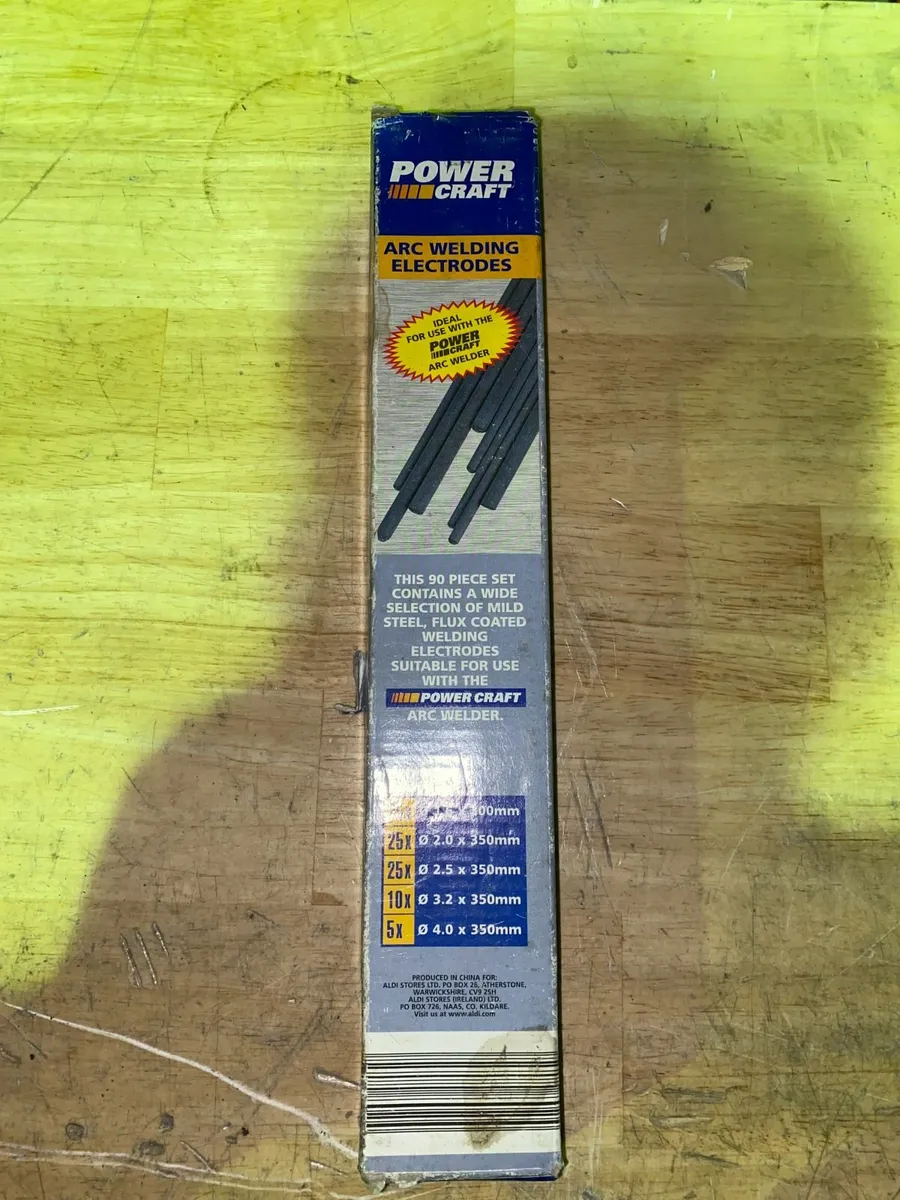 POWER
CRAFT
ARC WELDING
ELECTRODES
IDEAL
FOR USE WITH THE
POWER
CRAFT
ARC WELDER
THIS 90 PIECE SET
CONTAINS A WIDE
SELECTION OF MILD
STEEL, FLUX COATED
WELDING
ELECTRODES
SUITABLE FOR USE
WITH THE
POWER CRAFT
ARC WELDER.
25x Ø 2.0 x 350mm
25x Ø 2.5 x 350mm
10x Ø 3.2 x 350mm
5x Ø 4.0 x 350mm
PRODUCED IN CHINA FOR:
ALDI STORES LTD. PO BOX 26, ATHERSTONE,
WARWICKSHIRE, CV9 2SH
ALDI STORES (IRELAND) LTD.
PO BOX 726, NAAS, CO. KILDARE.
Visit us at www.aldi.com